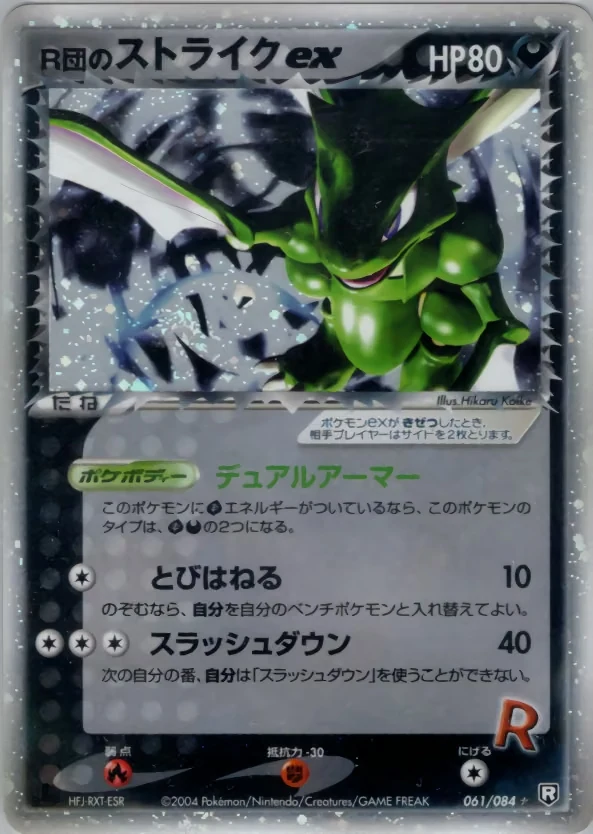 R団のストライクex HP80
たね
Illus.Hikaru Koike
ポケモンexがきぜつしたとき、
相手プレイヤーはサイドを2枚とります。
ポケボディー デュアルアーマー
このポケモンにエネルギーがついているなら、このポケモンの
タイプは、の2つになる。
とびはねる 10
のぞむなら、自分を自分のベンチポケモンと入れ替えてよい。
スラッシュダウン 40
次の自分の番、自分は「スラッシュダウン」を使うことができない。
R
弱点 抵抗力 -30 にげる
HFJ-RXT-ESR ©2004 Pokémon/Nintendo/Creatures/GAME FREAK 061/084 R